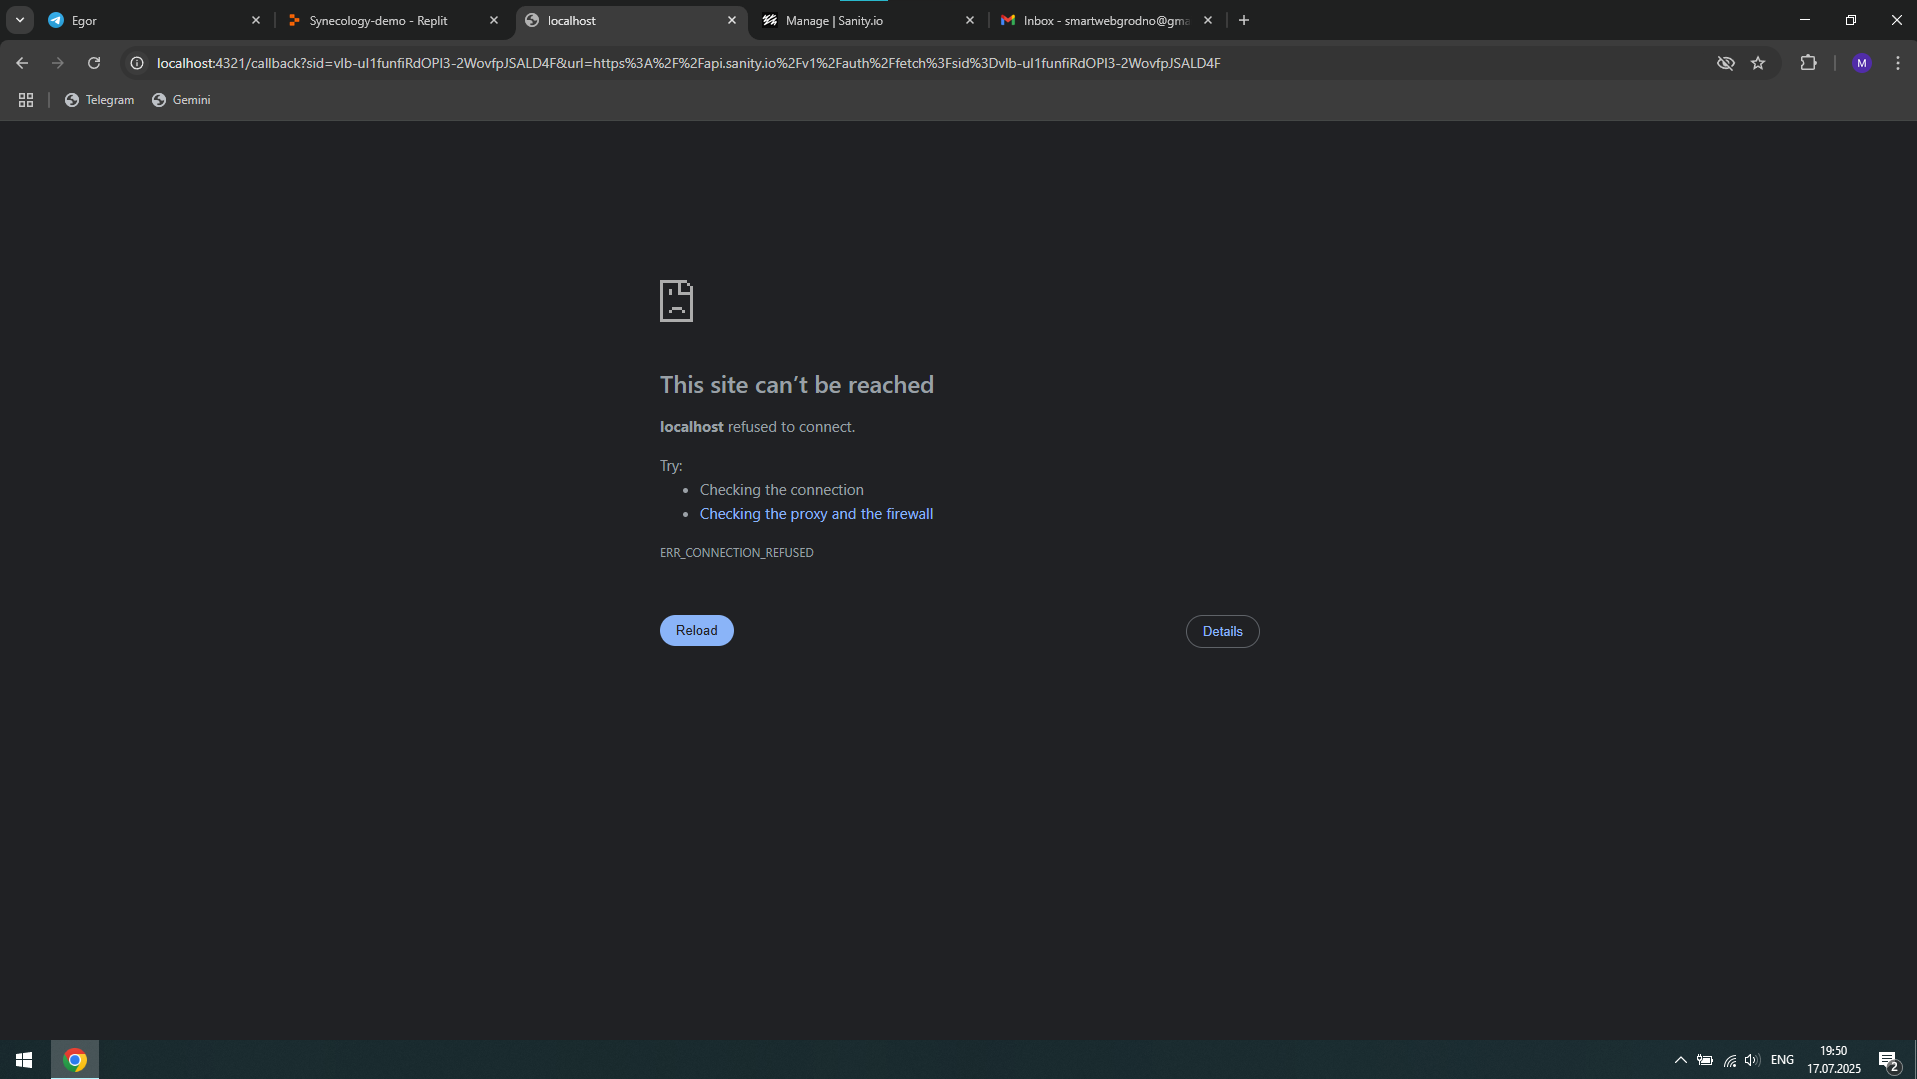 Egor
Synecology-demo - Replit
localhost
Manage | Sanity.io
Inbox - smartwebgrodno@gma
localhost:4321/callback?sid=vlb-ul1funfiRdOPI3-2WovfpJSALD4F&url=https%3A%2F%2Fapi.sanity.io%2Fv1%2Fauth%2Ffetch%3Fsid%3Dvlb-ul1funfiRdOPI3-2WovfpJSALD4F
M
Telegram
Gemini
This site can’t be reached
localhost refused to connect.
Try:
• Checking the connection
• Checking the proxy and the firewall
ERR_CONNECTION_REFUSED
Reload
Details
ENG
19:50
17.07.2025
2